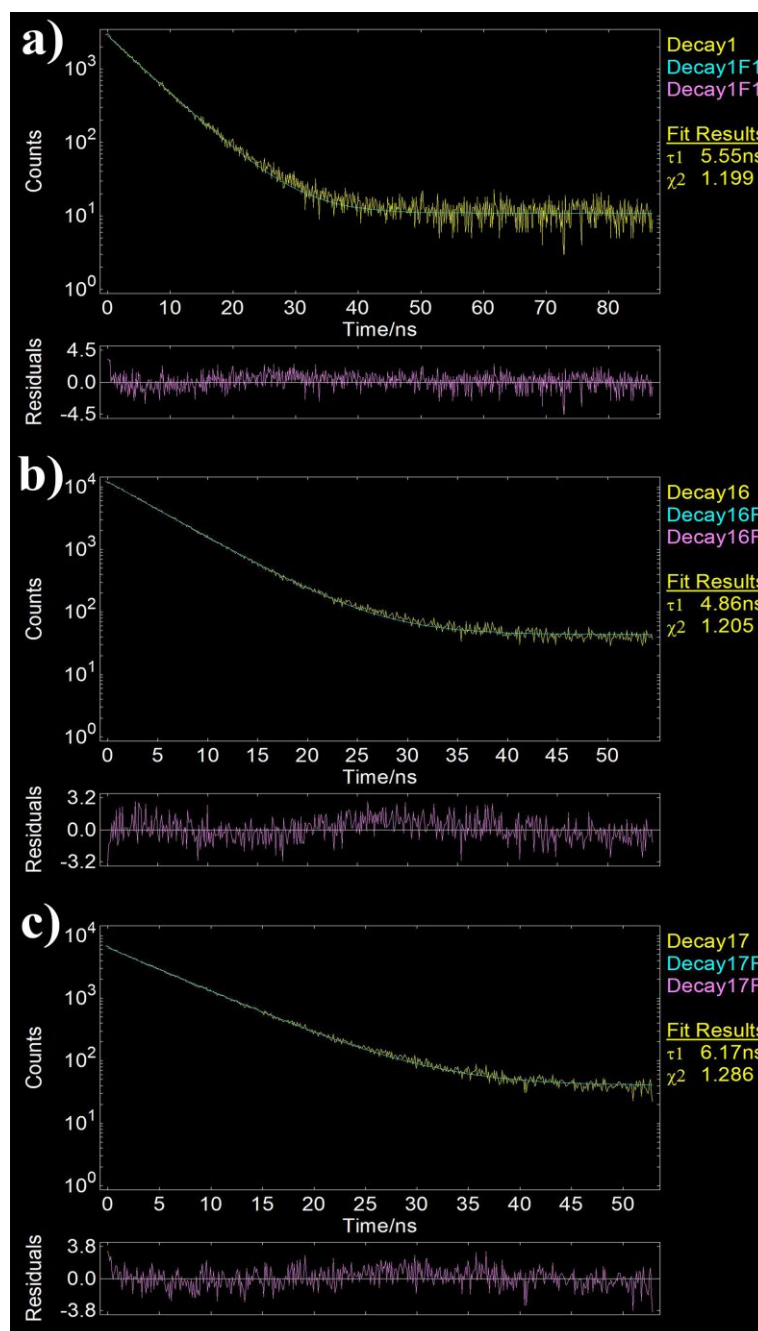 a)
Decay1
Decay1F1
Decay1F1
Fit Results
τ1 5.55ns
χ2 1.199
Counts
10³
10²
10¹
10⁰
0 10 20 30 40 50 60 70 80
Time/ns
Residuals
4.5
0.0
-4.5
b)
Decay16
Decay16F
Decay16F
Fit Results
τ1 4.86ns
χ2 1.205
Counts
10⁴
10³
10²
10¹
10⁰
0 5 10 15 20 25 30 35 40 45 50
Time/ns
Residuals
3.2
0.0
-3.2
c)
Decay17
Decay17F
Decay17F
Fit Results
τ1 6.17ns
χ2 1.286
Counts
10⁴
10³
10²
10¹
10⁰
0 5 10 15 20 25 30 35 40 45 50
Time/ns
Residuals
3.8
0.0
-3.8